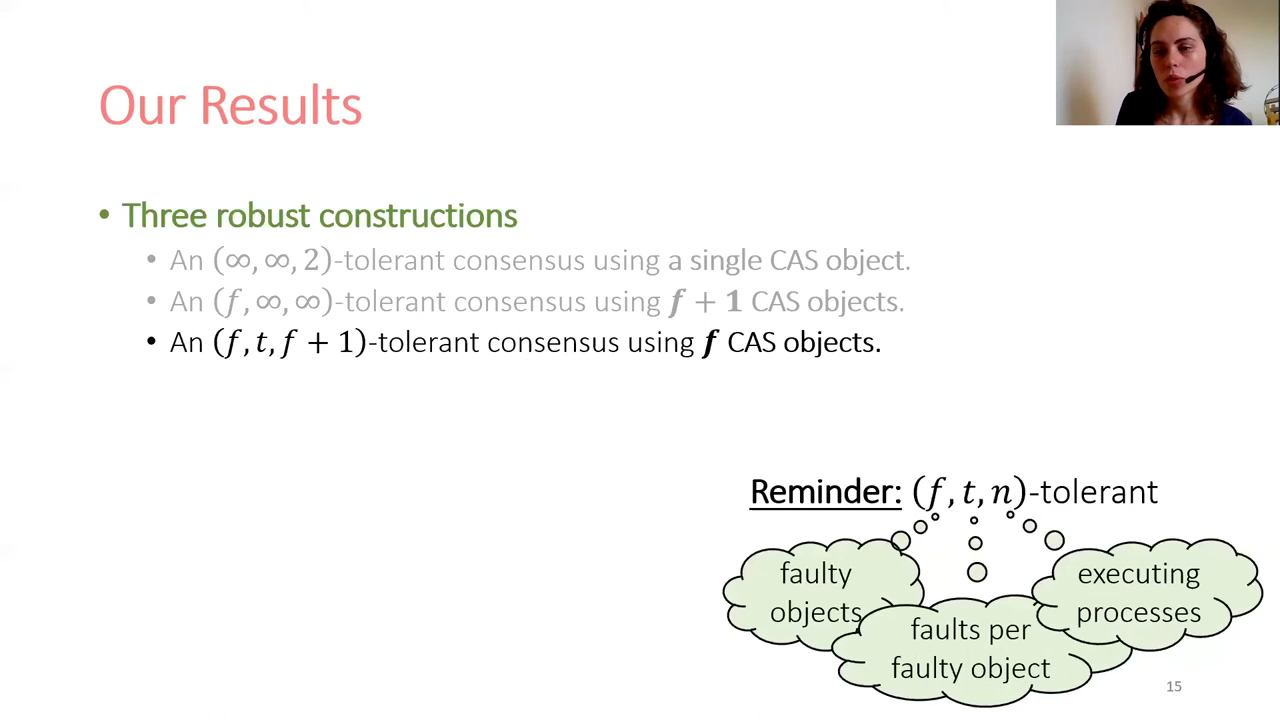 Our Results
• Three robust constructions
• An (∞, ∞, 2)-tolerant consensus using a single CAS object.
• An (f, ∞, ∞)-tolerant consensus using f + 1 CAS objects.
• An (f, t, f + 1)-tolerant consensus using f CAS objects.
Reminder: (f, t, n)-tolerant
faulty
objects
faults per
faulty object
executing
processes
15